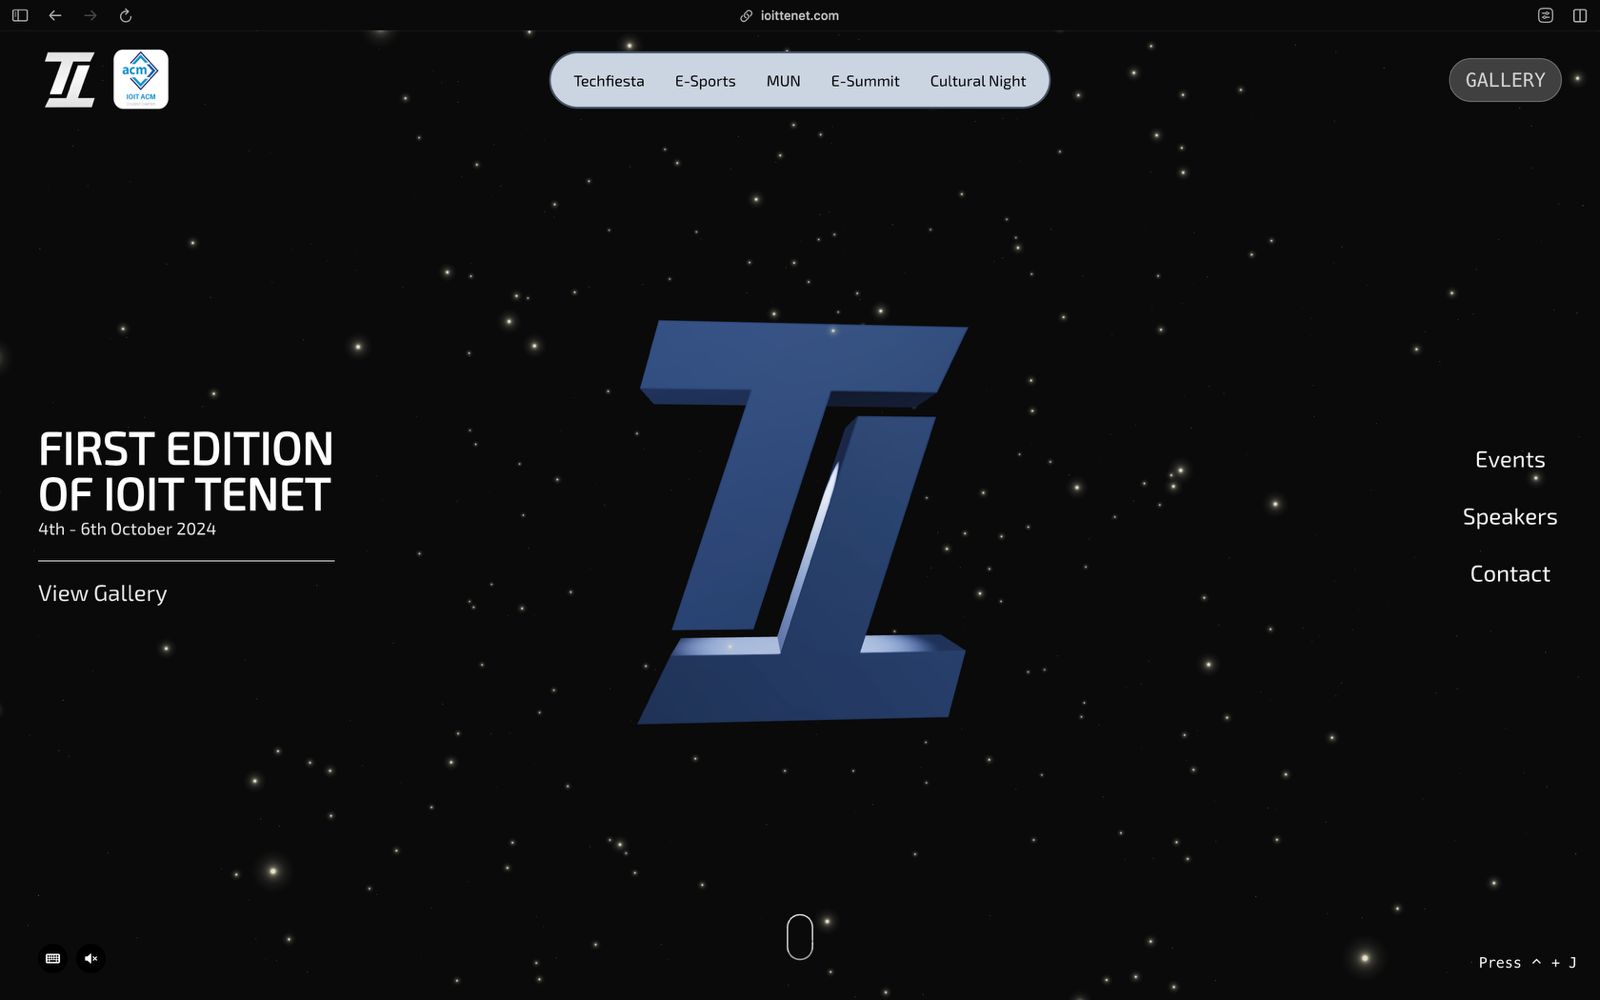 ioittenet.com
acm
IOIT ACM
Techfiesta
E-Sports
MUN
E-Summit
Cultural Night
GALLERY
FIRST EDITION
OF IOIT TENET
4th - 6th October 2024
View Gallery
Events
Speakers
Contact
Press ^ + J